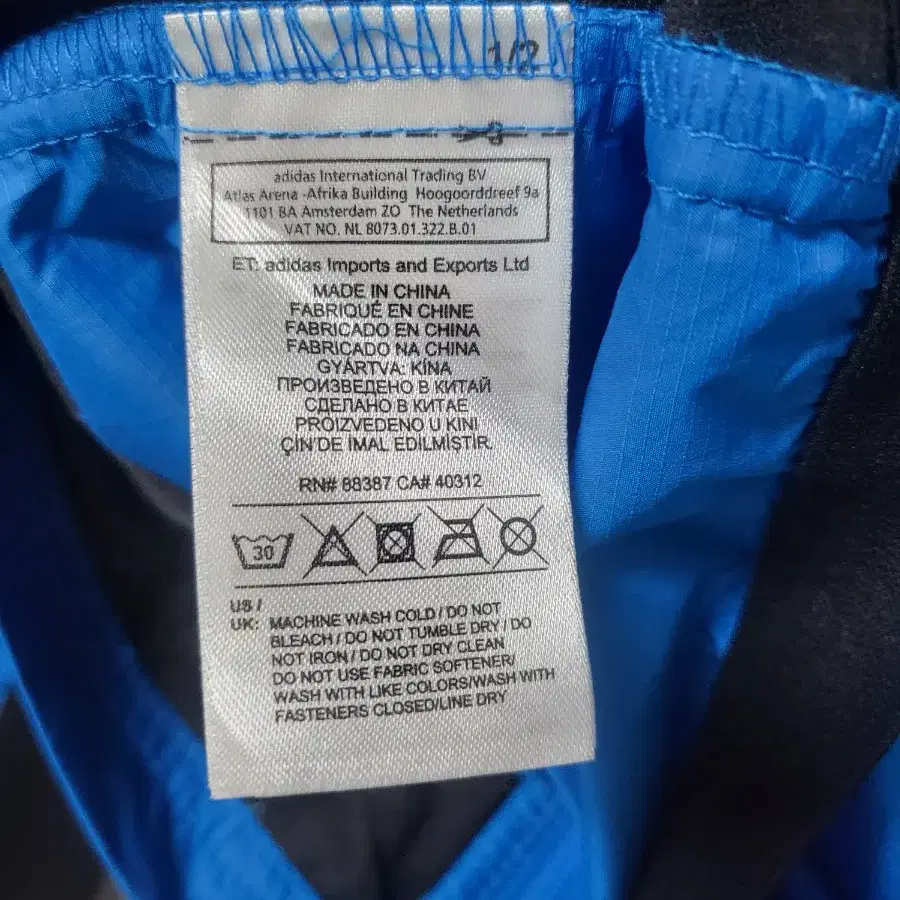 1/2
adidas International Trading BV
Atlas Arena -Afrika Building Hoogoorddreef 9a
1101 BA Amsterdam ZO The Netherlands
VAT NO. NL 8073.01.322.B.01
ET: adidas Imports and Exports Ltd
MADE IN CHINA
FABRIQUÉ EN CHINE
FABRICADO EN CHINA
FABRICADO NA CHINA
GYÁRTVA: KÍNA
ПРОИЗВЕДЕНО В КИТАЙ
СДЕЛАНО В КИТАЕ
PROIZVEDENO U KINI
ÇİN'DE IMAL EDILMIŞTIR.
RN# 88387 CA# 40312
30
US /
UK: MACHINE WASH COLD / DO NOT
BLEACH / DO NOT TUMBLE DRY / DO
NOT IRON / DO NOT DRY CLEAN
DO NOT USE FABRIC SOFTENER/
WASH WITH LIKE COLORS/WASH WITH
FASTENERS CLOSED/LINE DRY